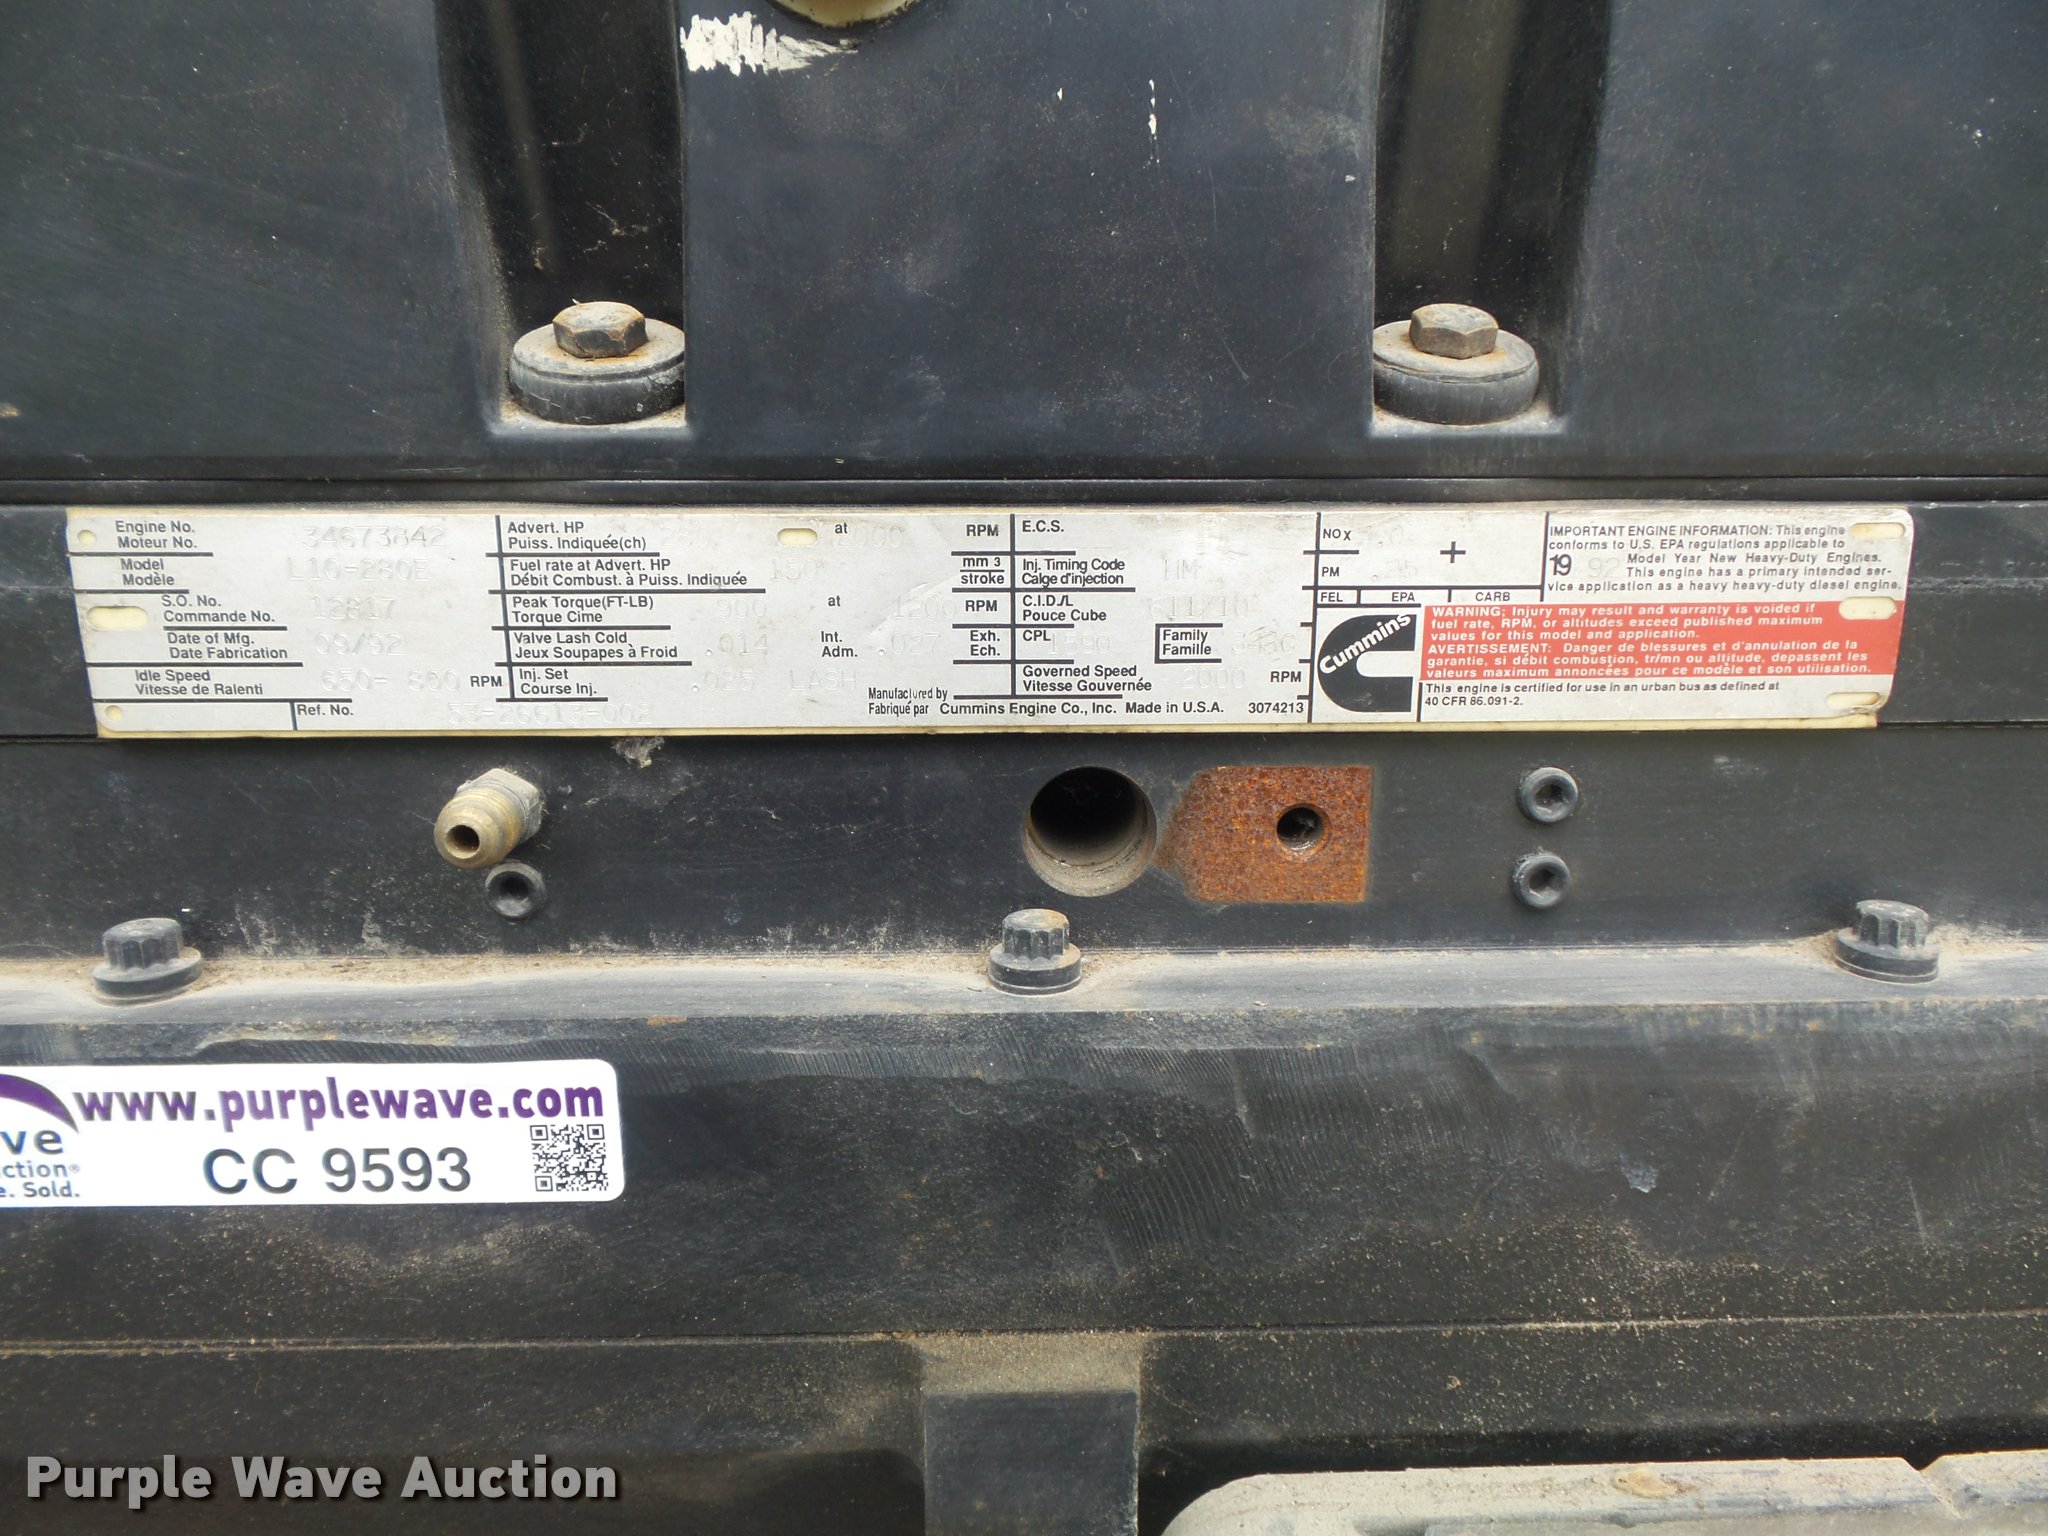 Engine No.
Moteur No.
34673842
Model
Modèle
L10-280E
S.O. No.
Commande No.
12817
Date of Mfg.
Date Fabrication
09/92
Idle Speed
Vitesse de Ralenti
650- 800 RPM
Ref. No.
Advert. HP
Puiss. Indiquée(ch)
at
RPM
Fuel rate at Advert. HP
Débit Combust. à Puiss. Indiquée
150
mm 3
stroke
Peak Torque(FT-LB)
Torque Cime
900 at 1200 RPM
Valve Lash Cold
Jeux Soupapes à Froid
.014 Int.
Adm.
.027 Exh.
Éch.
Inj. Set
Course Inj.
LASH
Manufactured by
Fabriqué par Cummins Engine Co., Inc. Made in U.S.A. 3074213
E.C.S.
Inj. Timing Code
Calge d'injection
HM
C.I.D./L
Pouce Cube
611/10
CPL
1590
Family
Famille
343C
Governed Speed
Vitesse Gouvernée
2000 RPM
NOx
+
PM
FEL EPA CARB
Cummins
IMPORTANT ENGINE INFORMATION: This engine
conforms to U.S. EPA regulations applicable to
1992 Model Year New Heavy-Duty Engines.
This engine has a primary intended ser-
vice application as a heavy heavy-duty diesel engine.
WARNING: Injury may result and warranty is voided if
fuel rate, RPM, or altitudes exceed published maximum
values for this model and application.
AVERTISSEMENT: Danger de blessures et d'annulation de la
garantie, si débit combustion, tr/mn ou altitude, depassent les
valeurs maximum annoncées pour ce modèle et son utilisation.
This engine is certified for use in an urban bus as defined at
40 CFR 86.091-2.
www.purplewave.com
ve
ction®
e. Sold.
CC 9593
Purple Wave Auction